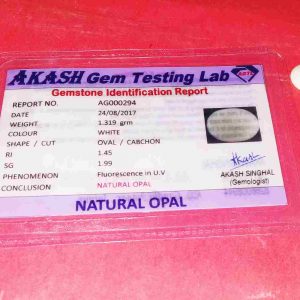 AKASH Gem Testing Lab
Gemstone Identification Report
REPORT NO. AG000294
DATE 24/08/2017
WEIGHT 1.319 grm
COLOUR WHITE
SHAPE / CUT OVAL / CABCHON
RI 1.45
SG 1.99
PHENOMENON Fluorescence in U.V
CONCLUSION NATURAL OPAL
Akash
AKASH SINGHAL
(Gemologist)
NATURAL OPAL